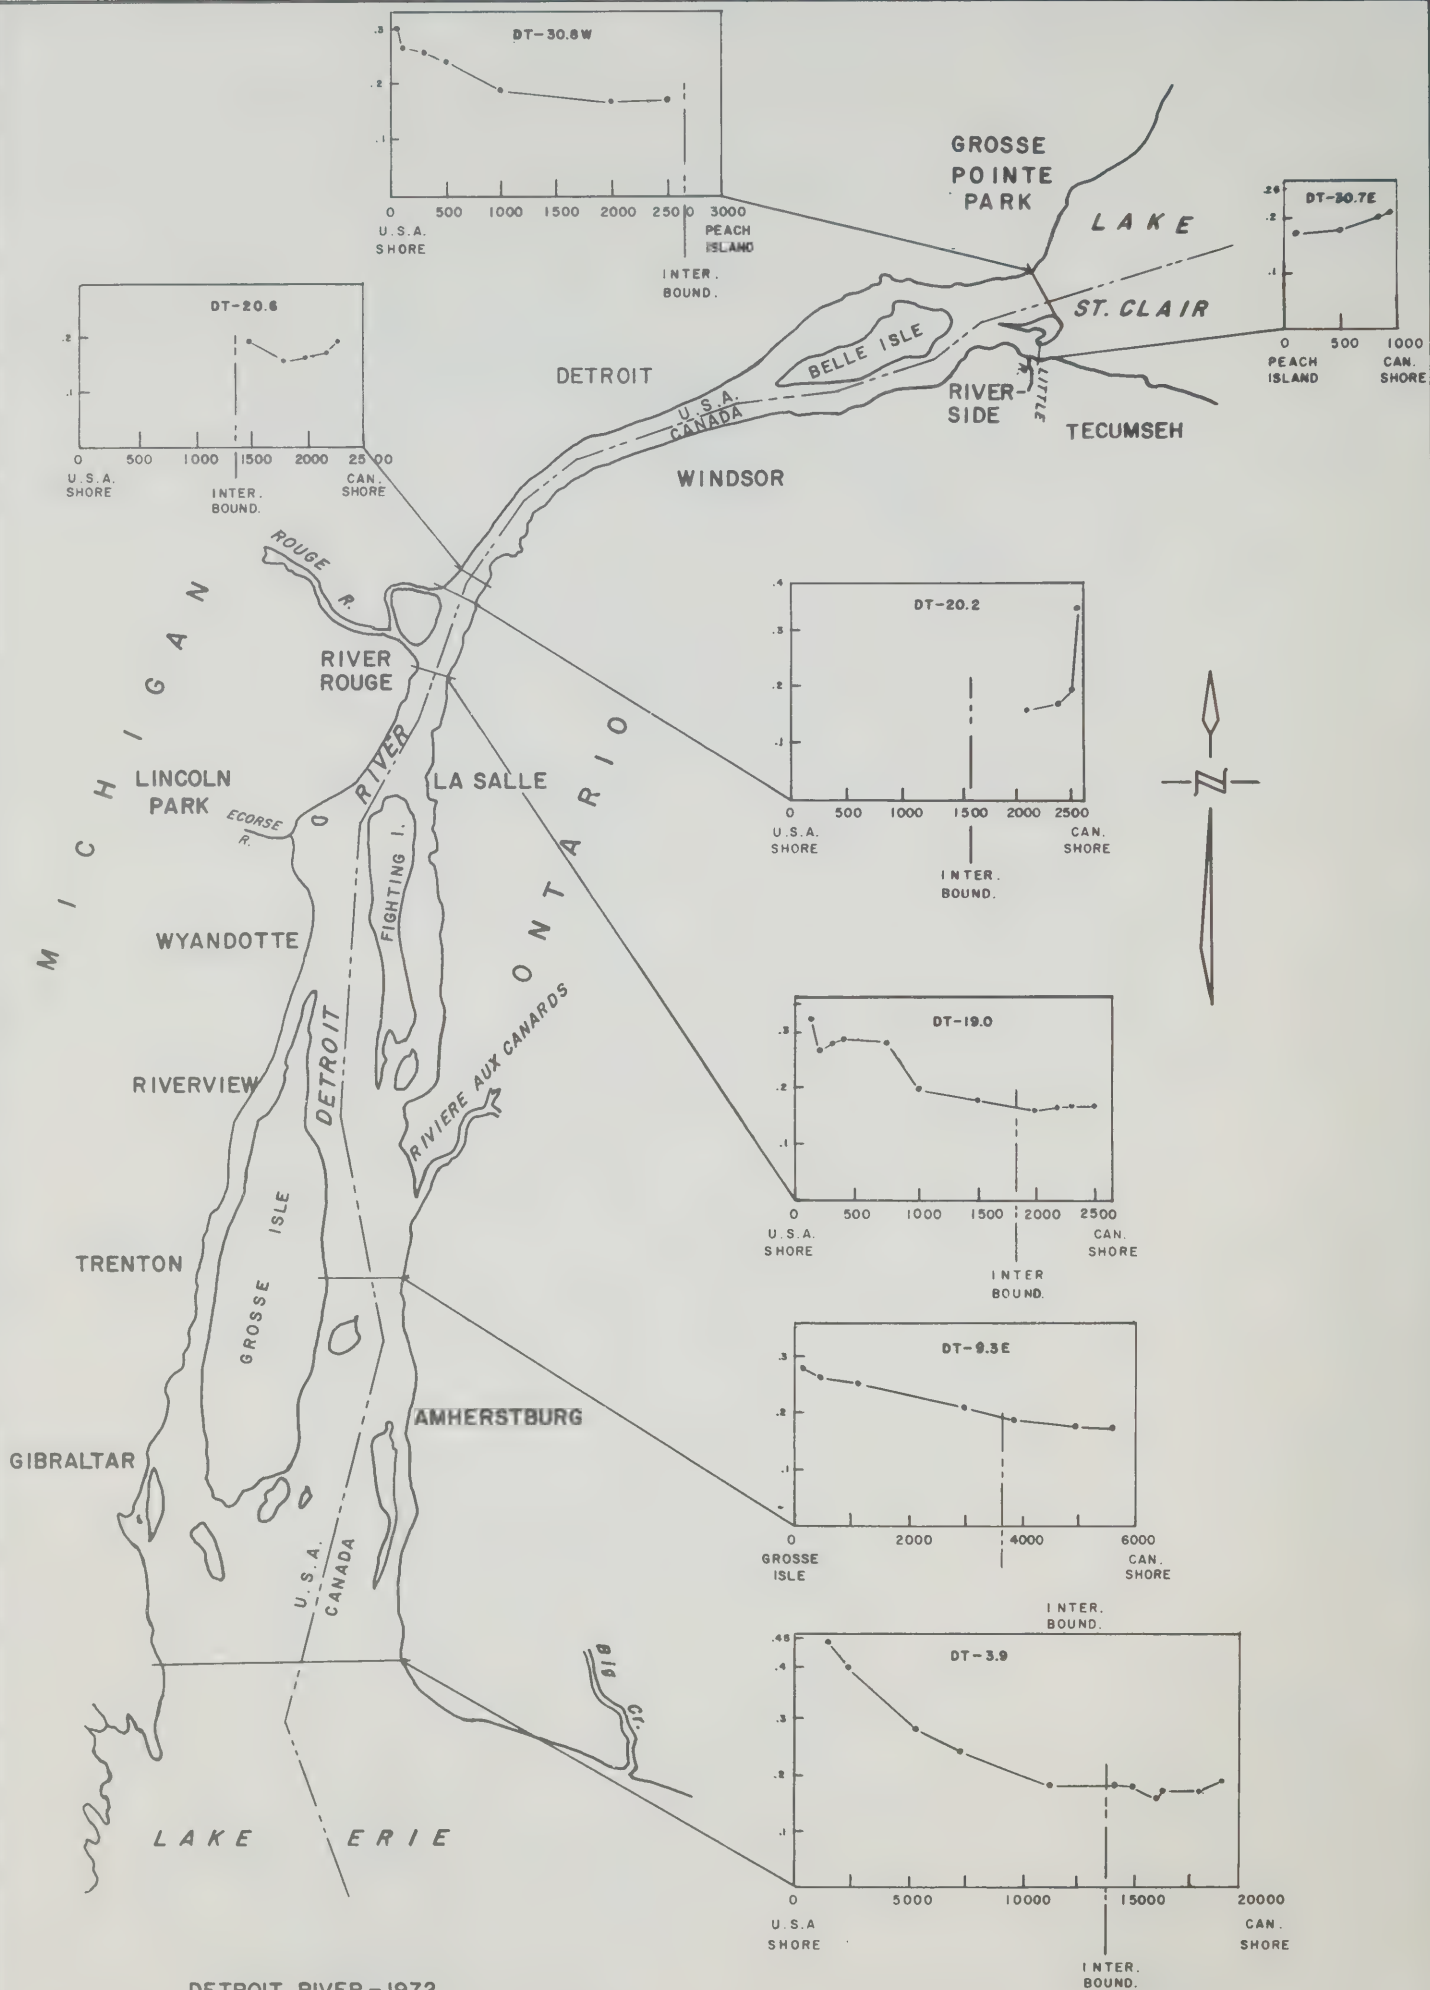 DT-30.8W
.3
.2
.1
0 500 1000 1500 2000 2500 3000
U.S.A. SHORE
PEACH ISLAND
INTER. BOUND.
GROSSE
POINTE
PARK
LAKE
ST. CLAIR
DT-30.7E
.2
.1
0 500 1000
PEACH ISLAND
CAN. SHORE
DT-20.6
.2
.1
0 500 1000 1500 2000 2500
U.S.A. SHORE
INTER. BOUND.
CAN. SHORE
BELLE ISLE
DETROIT
U.S.A.
CANADA
RIVER-
SIDE
LITTLE
R.
TECUMSEH
WINDSOR
ROUGE R.
MICHIGAN
RIVER
ROUGE
DT-20.2
.4
.3
.2
.1
0 500 1000 1500 2000 2500
U.S.A. SHORE
CAN. SHORE
INTER. BOUND.
DETROIT RIVER
LINCOLN
PARK
LA SALLE
ECORSE
R.
ONTARIO
FIGHTING I.
WYANDOTTE
RIVERVIEW
RIVIERE AUX CANARDS
DT-19.0
.3
.2
.1
0 500 1000 1500 2000 2500
U.S.A. SHORE
CAN. SHORE
INTER BOUND.
TRENTON
GROSSE ISLE
DT-9.3E
.3
.2
.1
0 2000 4000 6000
GROSSE ISLE
CAN. SHORE
INTER. BOUND.
AMHERSTBURG
GIBRALTAR
U.S.A.
CANADA
BIG Cr.
DT-3.9
.45
.4
.3
.2
.1
0 5000 10000 15000 20000
U.S.A SHORE
CAN. SHORE
INTER. BOUND.
LAKE ERIE
DETROIT RIVER-1972